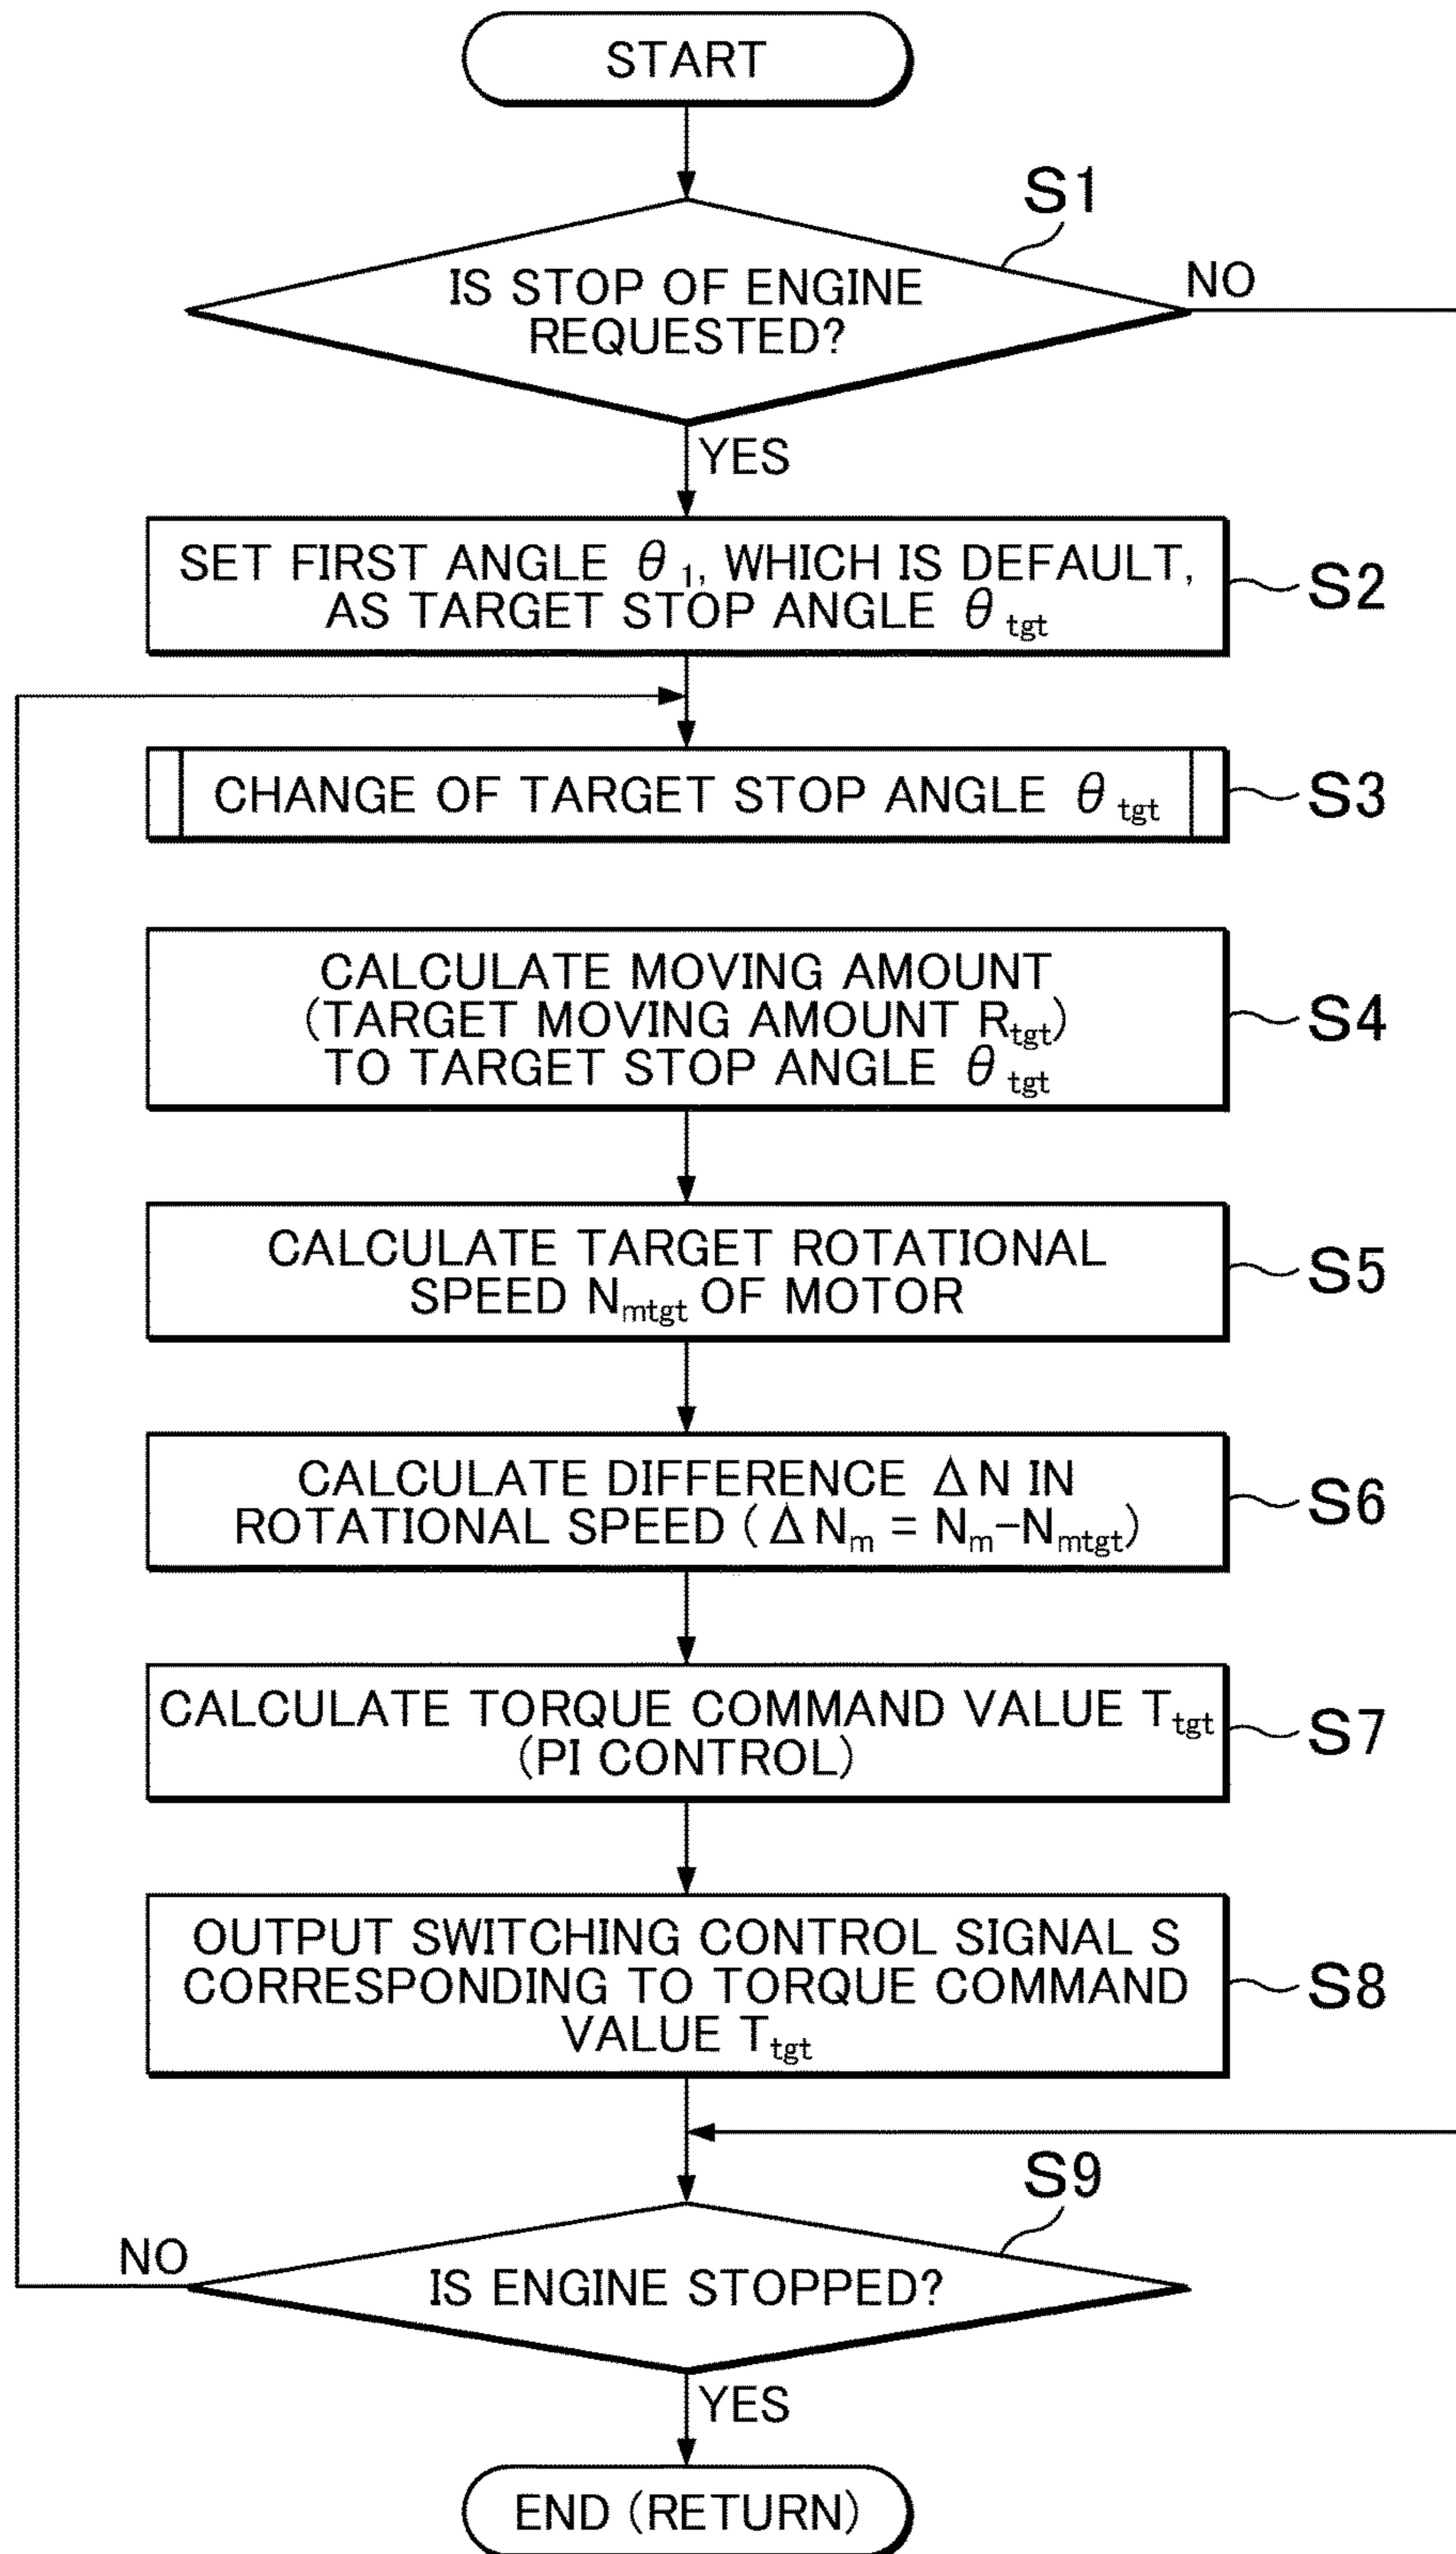 START
S1
IS STOP OF ENGINE
REQUESTED?
NO
YES
SET FIRST ANGLE θ1, WHICH IS DEFAULT,
AS TARGET STOP ANGLE θtgt
S2
CHANGE OF TARGET STOP ANGLE θtgt
S3
CALCULATE MOVING AMOUNT
(TARGET MOVING AMOUNT Rtgt)
TO TARGET STOP ANGLE θtgt
S4
CALCULATE TARGET ROTATIONAL
SPEED Nmtgt OF MOTOR
S5
CALCULATE DIFFERENCE ΔN IN
ROTATIONAL SPEED (ΔNm = Nm-Nmtgt)
S6
CALCULATE TORQUE COMMAND VALUE Ttgt
(PI CONTROL)
S7
OUTPUT SWITCHING CONTROL SIGNAL S
CORRESPONDING TO TORQUE COMMAND
VALUE Ttgt
S8
S9
NO
IS ENGINE STOPPED?
YES
END (RETURN)